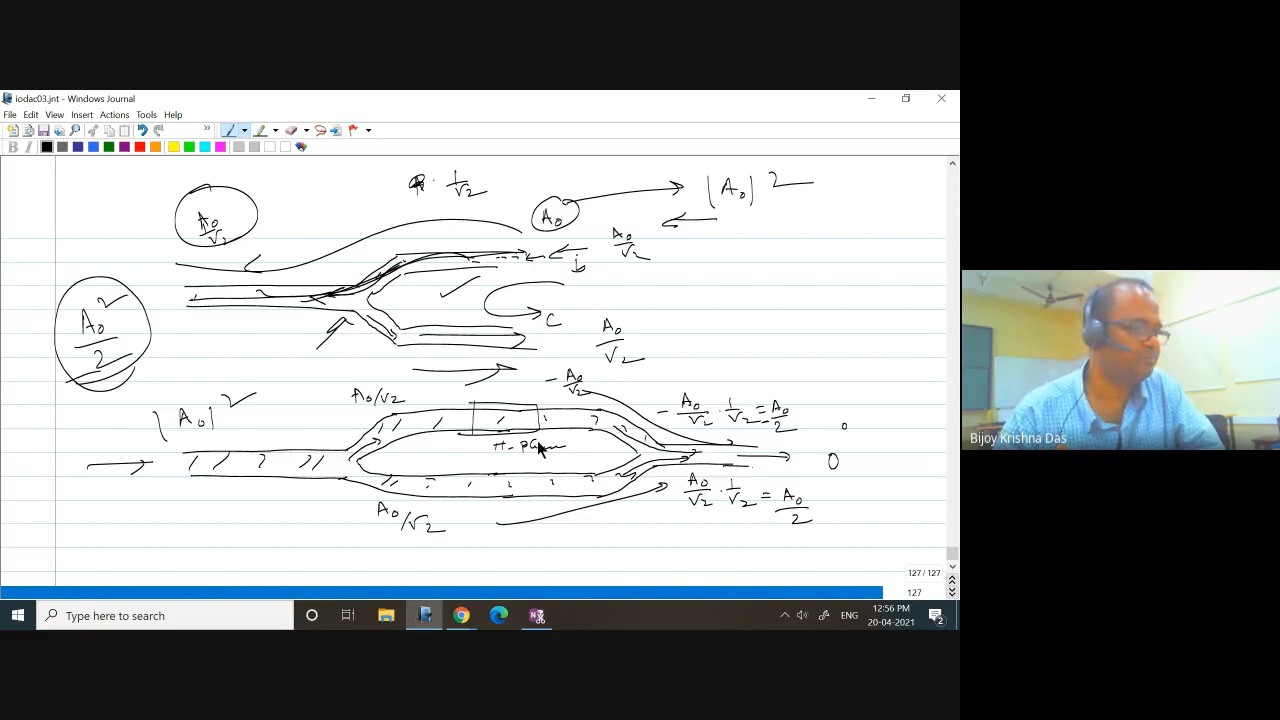 iodac03.jnt - Windows Journal
File Edit View Insert Actions Tools Help
B I
1/√2
A₀/√2
A₀
|A₀|²
A₀/√2
b
A₀²/2
C
A₀/√2
|A₀|²
A₀/√2
- A₀/√2
- A₀/√2 · 1/√2 = A₀/2
0
A₀/√2
A₀/√2 · 1/√2 = A₀/2
Bijoy Krishna Das
127 / 127
127
Type here to search
ENG
12:56 PM
20-04-2021
2